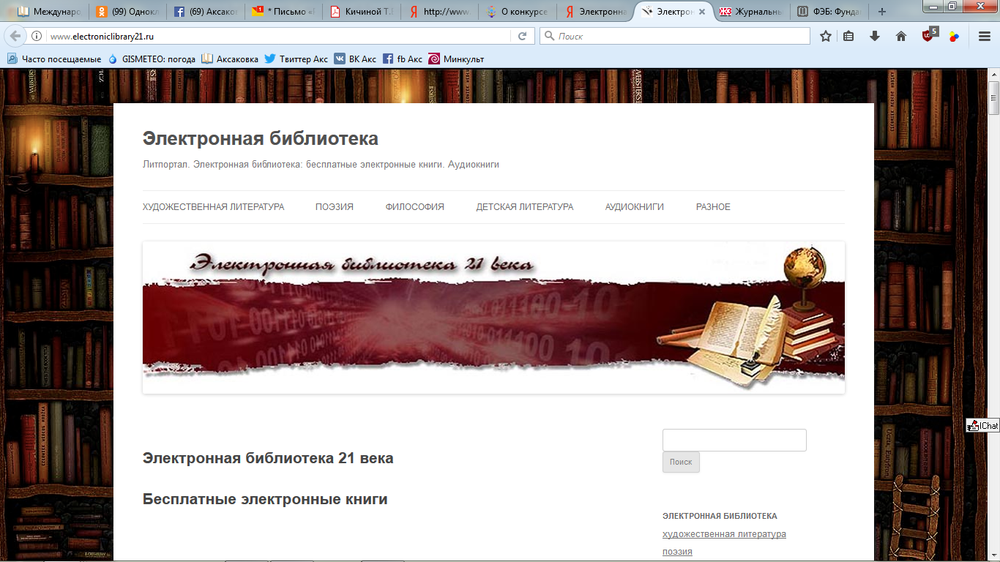 Междунаро
(99) Однокл
(69) Аксако
* Письмо «Р
Кичиной Т.
http://www.
О конкурсе
Электронна
Электрон
Журнальны
ФЭБ: Фунда
www.electroniclibrary21.ru
Поиск
5
Часто посещаемые
GISMETEO: погода
Аксаковка
Твиттер Акс
ВК Акс
fb Акс
Минкульт
Электронная библиотека
Литпортал. Электронная библиотека: бесплатные электронные книги. Аудиокниги
ХУДОЖЕСТВЕННАЯ ЛИТЕРАТУРА ПОЭЗИЯ ФИЛОСОФИЯ ДЕТСКАЯ ЛИТЕРАТУРА АУДИОКНИГИ РАЗНОЕ
Электронная библиотека 21 века
IChat
Электронная библиотека 21 века
Поиск
Бесплатные электронные книги
ЭЛЕКТРОННАЯ БИБЛИОТЕКА
художественная литература
поэзия